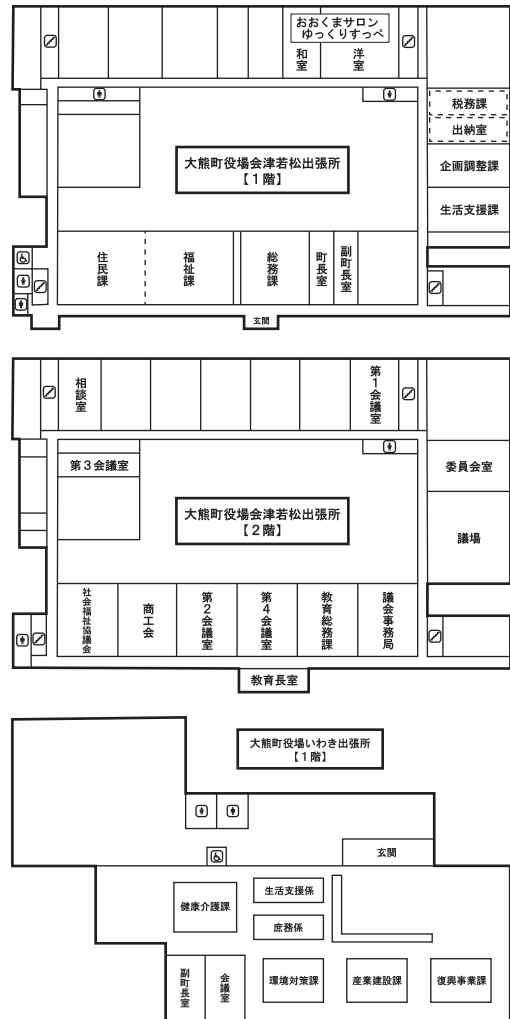 おおくまサロン
ゆっくりすっぺ
和室
洋室
税務課
出納室
大熊町役場会津若松出張所
【1階】
企画調整課
生活支援課
住民課
福祉課
総務課
町長室
副町長室
玄関
相談室
第1会議室
第3会議室
委員会室
大熊町役場会津若松出張所
【2階】
議場
社会福祉協議会
商工会
第2会議室
第4会議室
教育総務課
議会事務局
教育長室
大熊町役場いわき出張所
【1階】
玄関
健康介護課
生活支援係
庶務係
副町長室
会議室
環境対策課
産業建設課
復興事業課